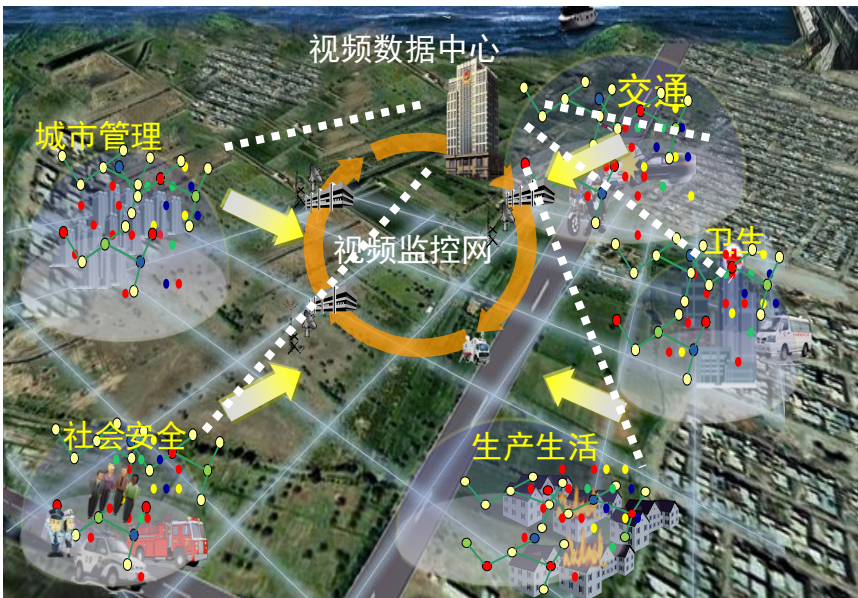 视频数据中心
交通
城市管理
卫生
视频监控网
社会安全
生产生活